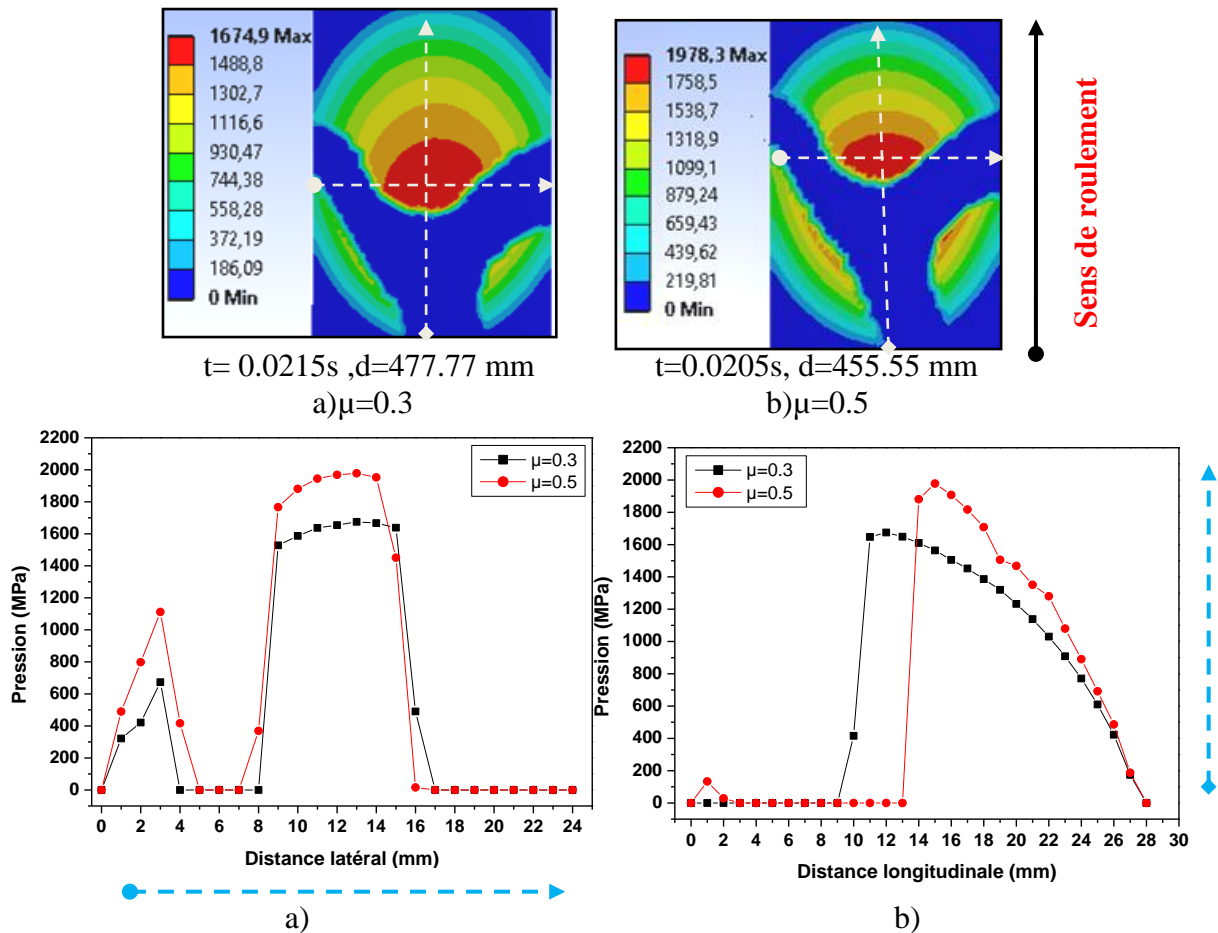 1674,9 Max
1488,8
1302,7
1116,6
930,47
744,38
558,28
372,19
186,09
0 Min
1978,3 Max
1758,5
1538,7
1318,9
1099,1
879,24
659,43
439,62
219,81
0 Min
Sens de roulement
t= 0.0215s ,d=477.77 mm
a)µ=0.3
t=0.0205s, d=455.55 mm
b)µ=0.5
2200
2000
1800
1600
1400
1200
1000
800
600
400
200
0
Pression (MPa)
µ=0.3
µ=0.5
0 2 4 6 8 10 12 14 16 18 20 22 24
Distance latéral (mm)
a)
2200
2000
1800
1600
1400
1200
1000
800
600
400
200
0
Pression (MPa)
µ=0.3
µ=0.5
0 2 4 6 8 10 12 14 16 18 20 22 24 26 28 30
Distance longitudinale (mm)
b)